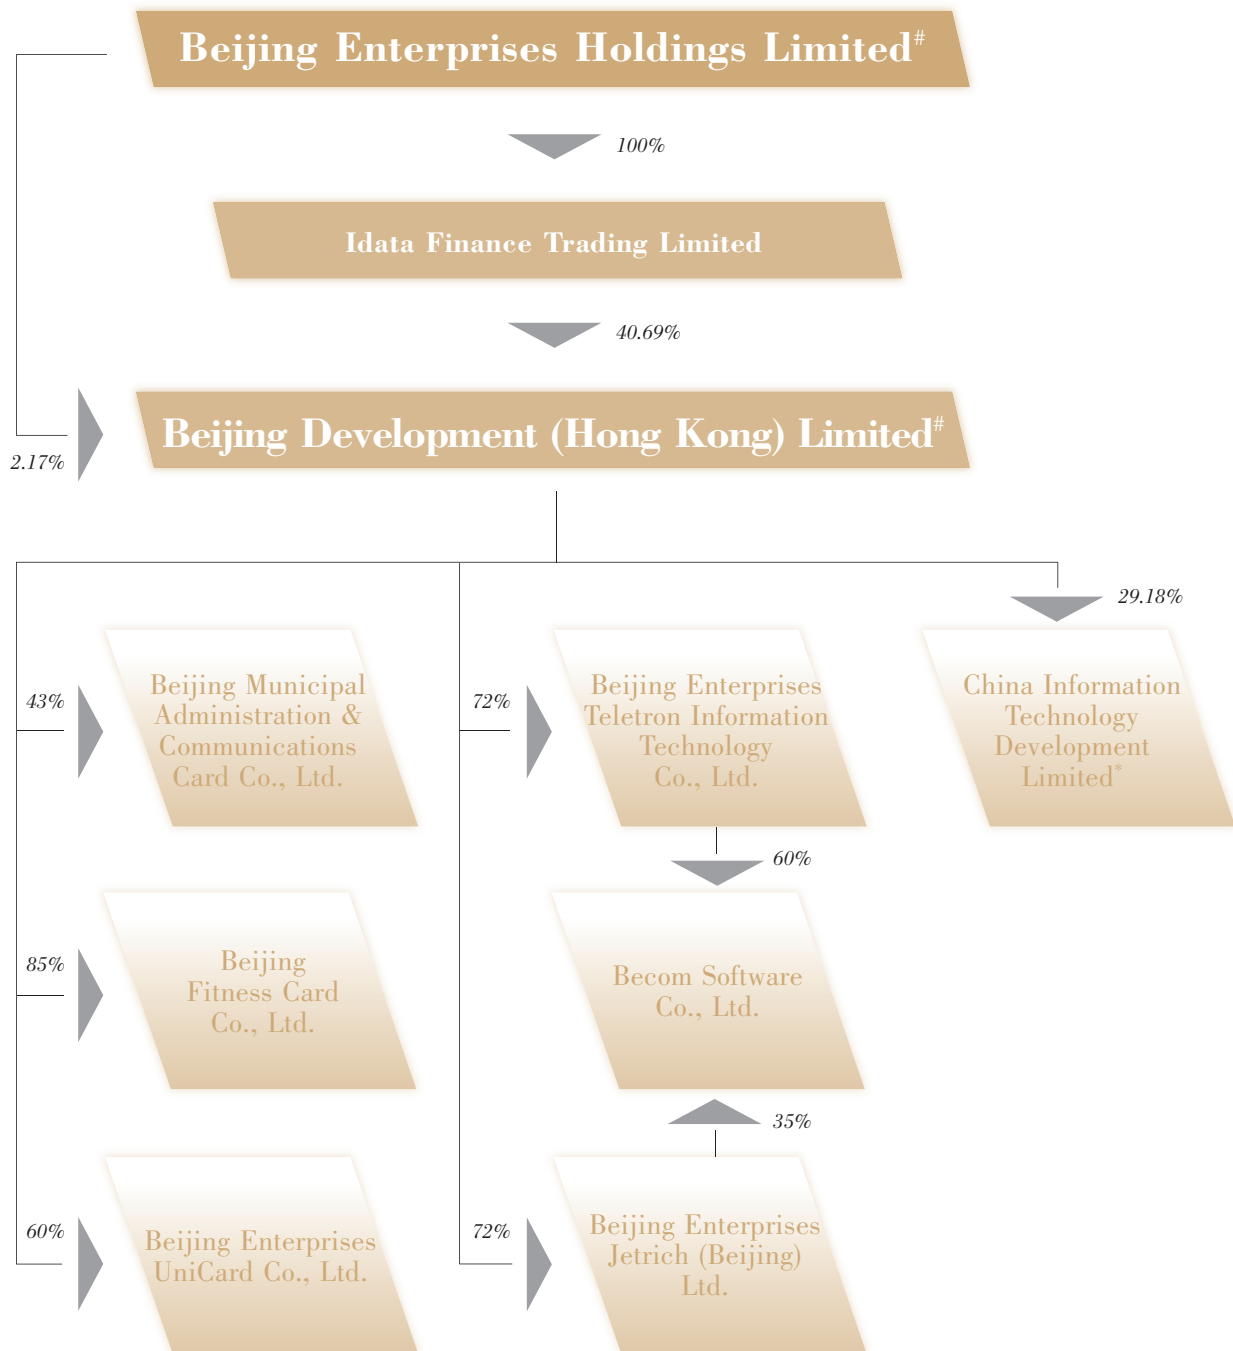 Beijing Enterprises Holdings Limited#
100%
Idata Finance Trading Limited
40.69%
Beijing Development (Hong Kong) Limited#
2.17%
29.18%
43%
Beijing Municipal
Administration &
Communications
Card Co., Ltd.
72%
Beijing Enterprises
Teletron Information
Technology
Co., Ltd.
China Information
Technology
Development
Limited*
60%
85%
Beijing
Fitness Card
Co., Ltd.
Becom Software
Co., Ltd.
35%
60%
Beijing Enterprises
UniCard Co., Ltd.
72%
Beijing Enterprises
Jetrich (Beijing)
Ltd.